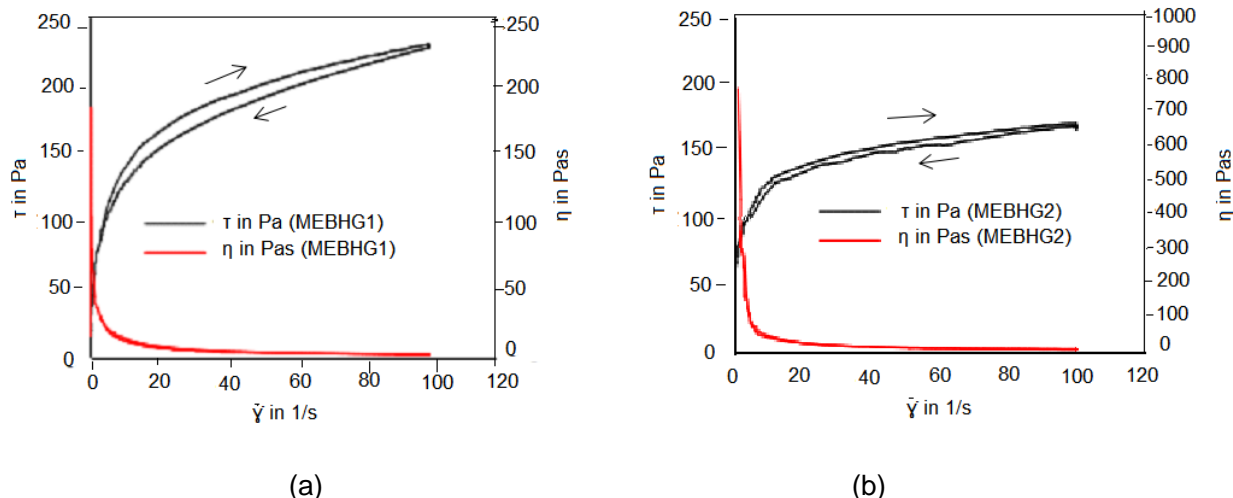 250
200
150
100
50
0
τ in Pa
-250
-200
-150
-100
-50
0
η in Pas
τ in Pa (MEBHG1)
η in Pas (MEBHG1)
0 20 40 60 80 100 120
γ̇ in 1/s
(a)
250
200
150
100
50
0
τ in Pa
-1000
-900
-800
-700
-600
-500
-400
-300
-200
-100
0
η in Pas
τ in Pa (MEBHG2)
η in Pas (MEBHG2)
0 20 40 60 80 100 120
γ̇ in 1/s
(b)